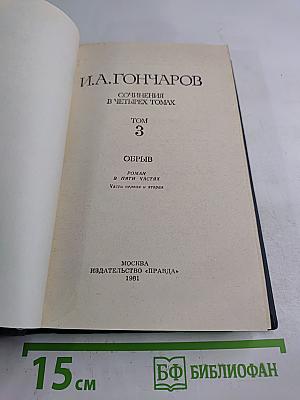 И.А.ГОНЧАРОВ
СОЧИНЕНИЯ
В ЧЕТЫРЕХ ТОМАХ
ТОМ
3
ОБРЫВ
РОМАН
В ПЯТИ ЧАСТЯХ
Части первая и вторая
МОСКВА
ИЗДАТЕЛЬСТВО «ПРАВДА»
1981
15 см
БФ БИБЛИОФАН